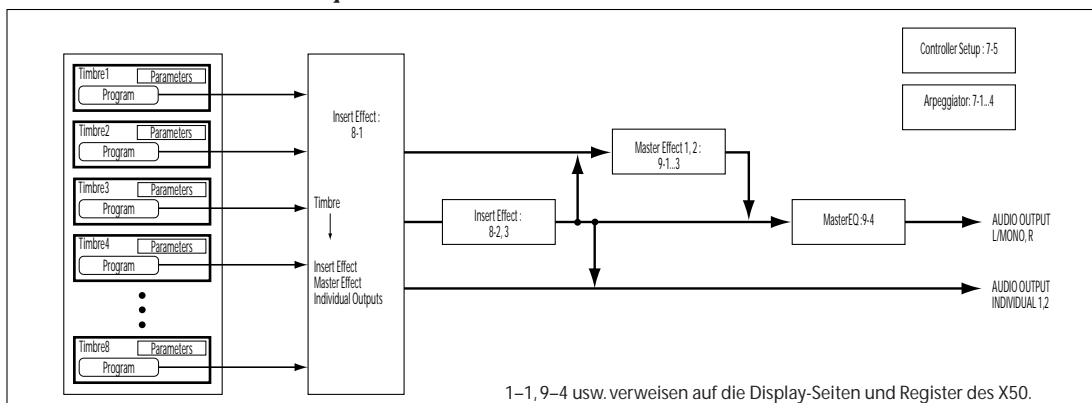 Timbre1
Parameters
Program
Timbre2
Parameters
Program
Timbre3
Parameters
Program
Timbre4
Parameters
Program
Timbre8
Parameters
Program
Insert Effect :
8-1
Timbre
Insert Effect
Master Effect
Individual Outputs
Insert Effect :
8-2, 3
Master Effect 1, 2 :
9-1...3
MasterEQ :9-4
Controller Setup : 7-5
Arpeggiator: 7-1...4
AUDIO OUTPUT
L/MONO, R
AUDIO OUTPUT
INDIVIDUAL 1,2
1–1, 9–4 usw. verweisen auf die Display-Seiten und Register des X50.